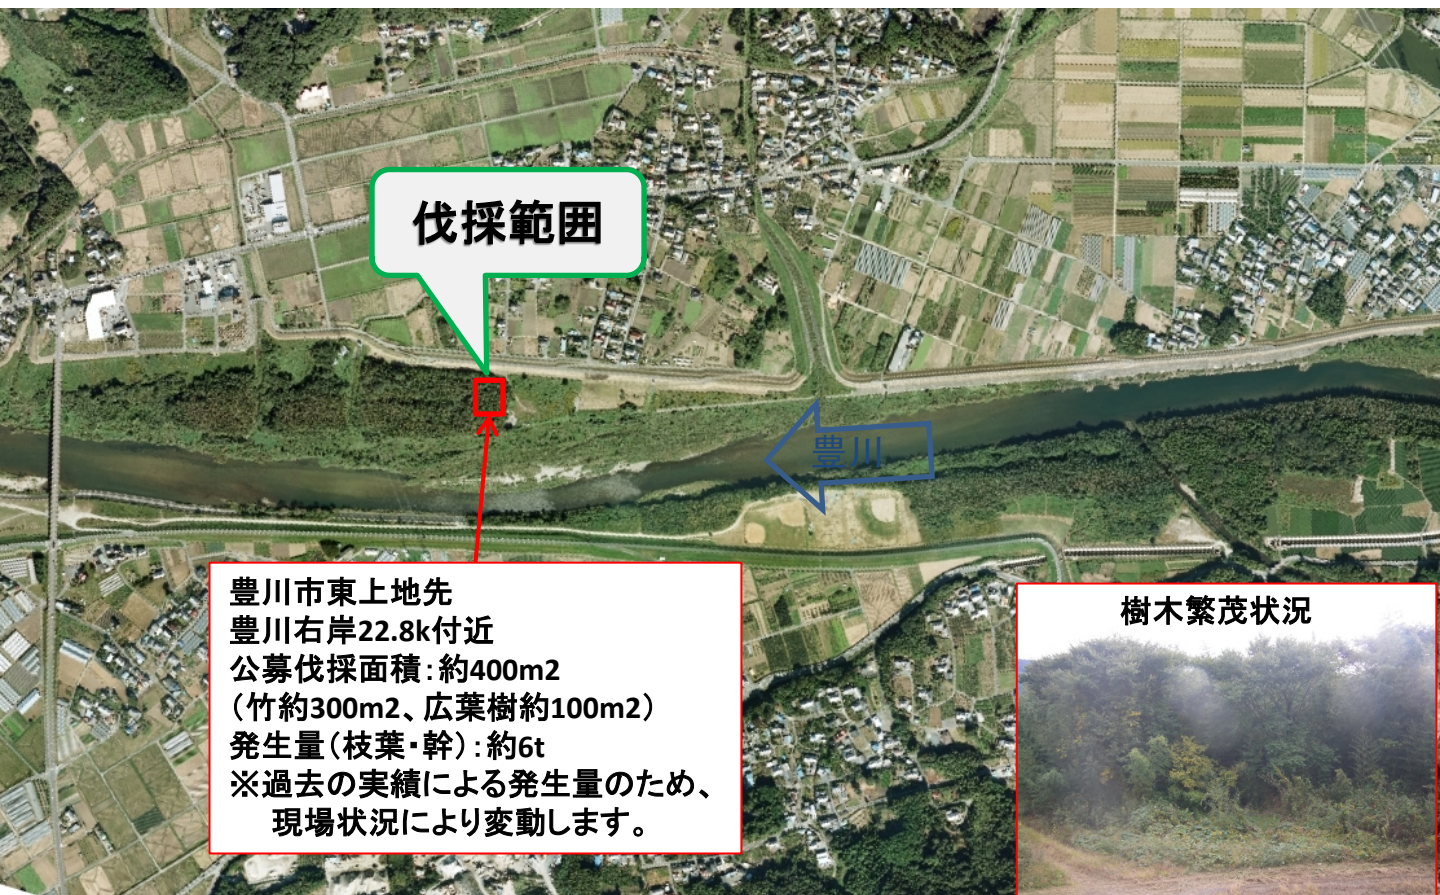 伐採範囲
豊川
豊川市東上地先
豊川右岸22.8k付近
公募伐採面積：約400m2
（竹約300m2、広葉樹約100m2）
発生量（枝葉・幹）：約6t
※過去の実績による発生量のため、
現場状況により変動します。
樹木繁茂状況